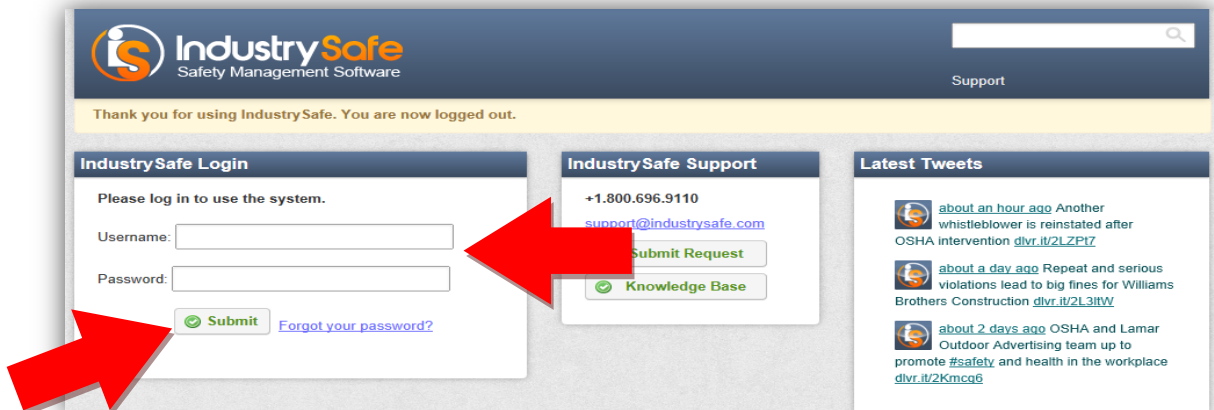 IndustrySafe
Safety Management Software
Support
Thank you for using IndustrySafe. You are now logged out.
IndustrySafe Login
Please log in to use the system.
Username:
Password:
Submit
Forgot your password?
IndustrySafe Support
+1.800.696.9110
support@industrysafe.com
Submit Request
Knowledge Base
Latest Tweets
about an hour ago Another
whistleblower is reinstated after
OSHA intervention dlvr.it/2LZPt7
about a day ago Repeat and serious
violations lead to big fines for Williams
Brothers Construction dlvr.it/2L3ltW
about 2 days ago OSHA and Lamar
Outdoor Advertising team up to
promote #safety and health in the workplace
dlvr.it/2Kmcq6